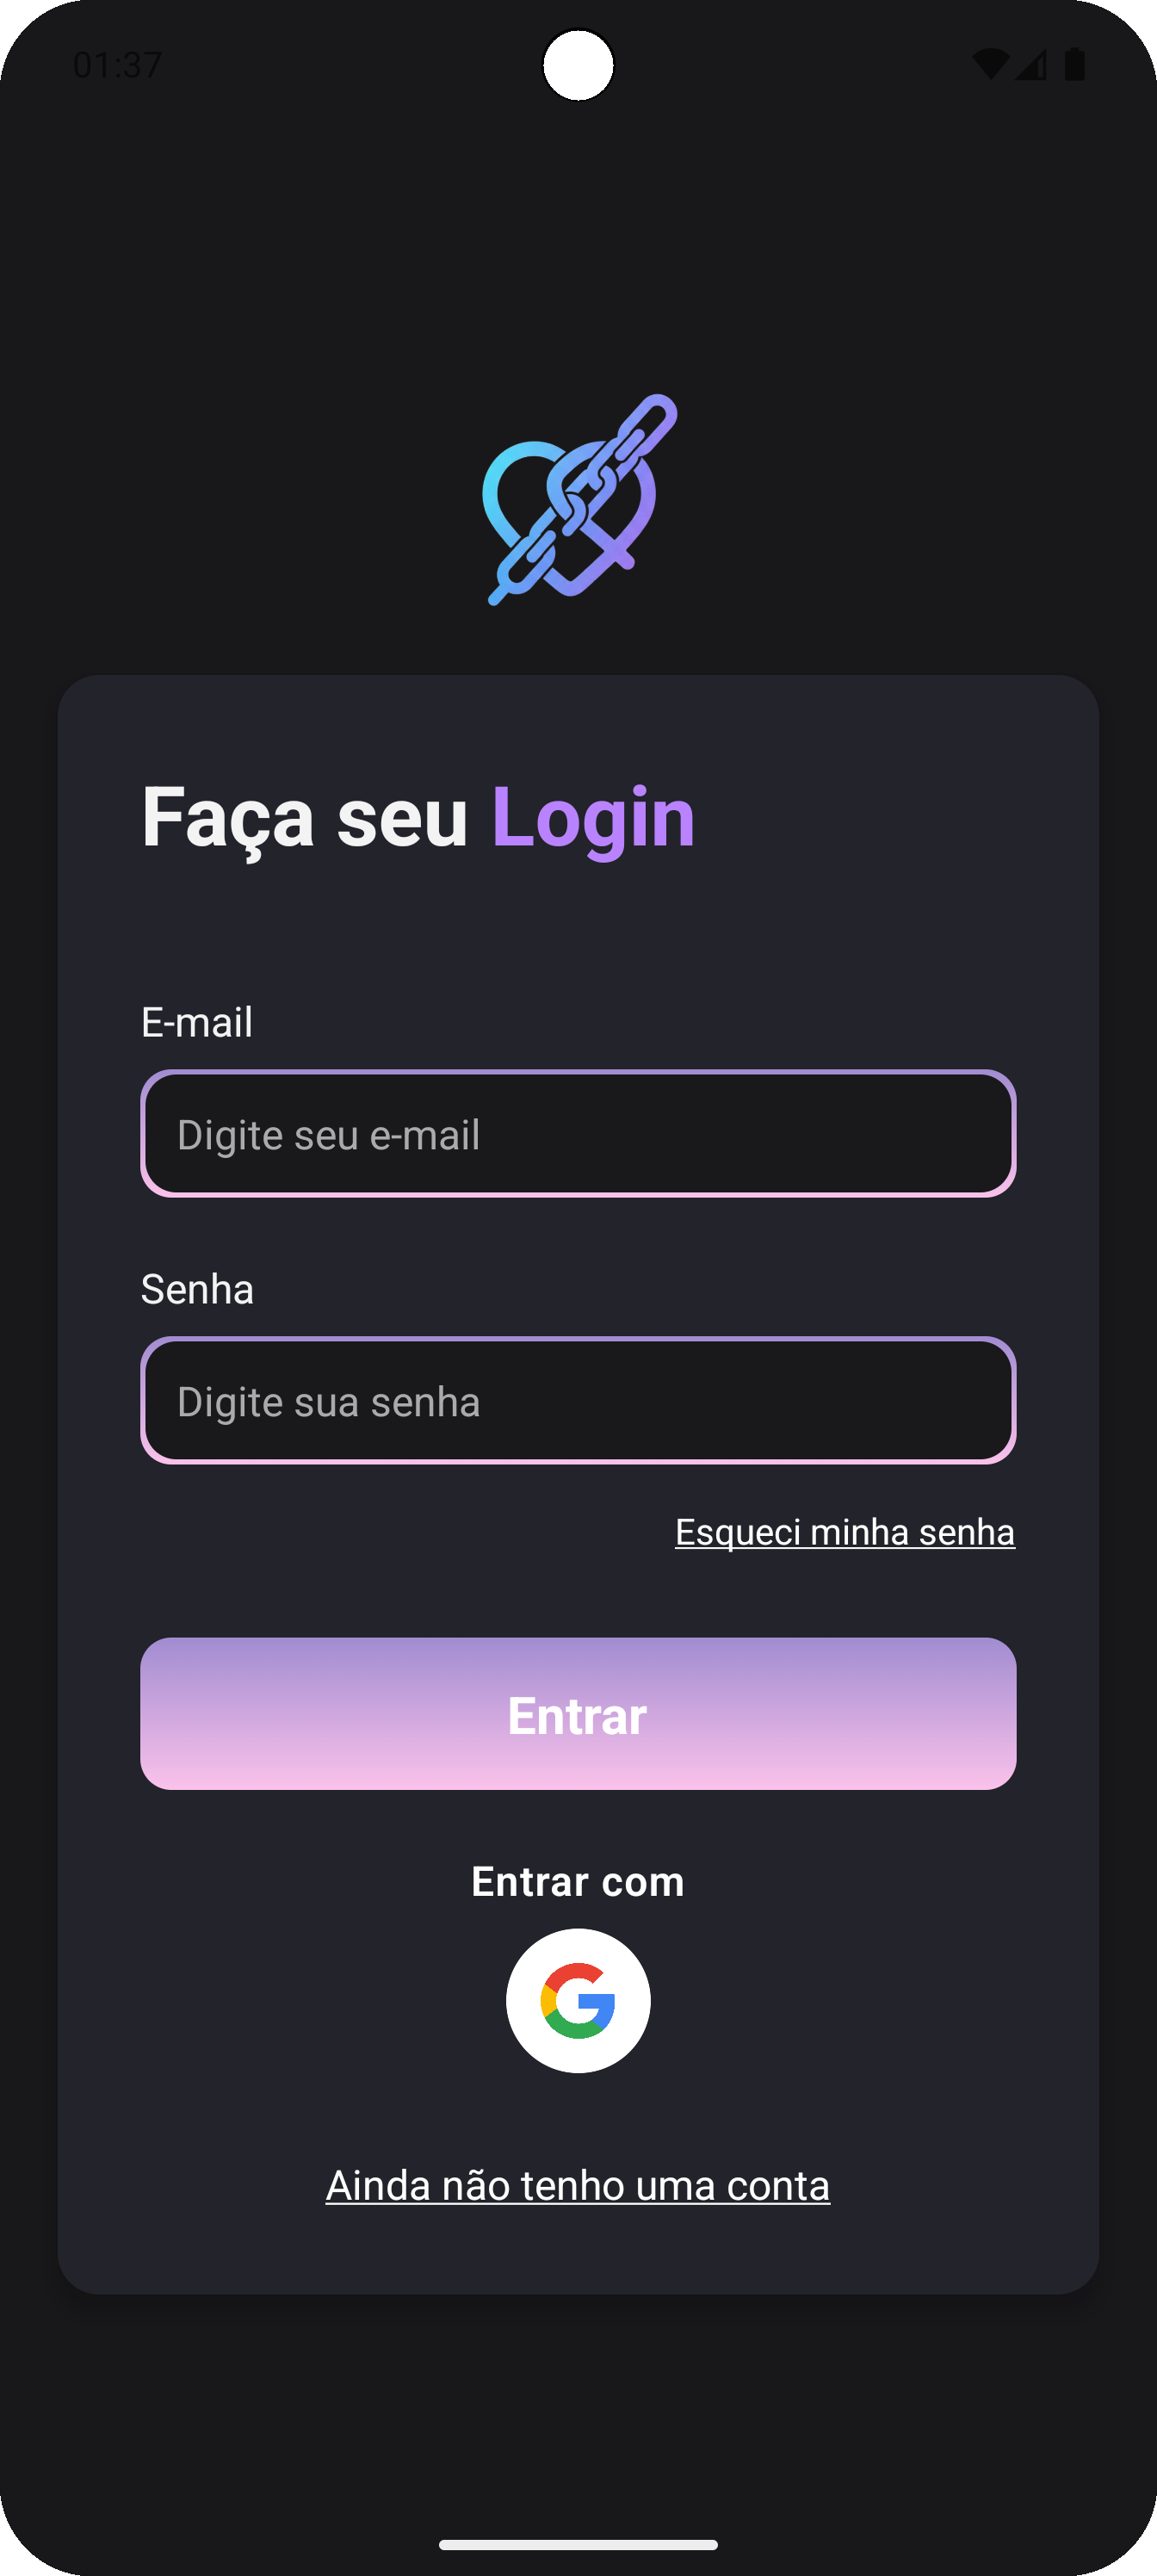 01:37
Faça seu Login
E-mail
Digite seu e-mail
Senha
Digite sua senha
Esqueci minha senha
Entrar
Entrar com
Ainda não tenho uma conta